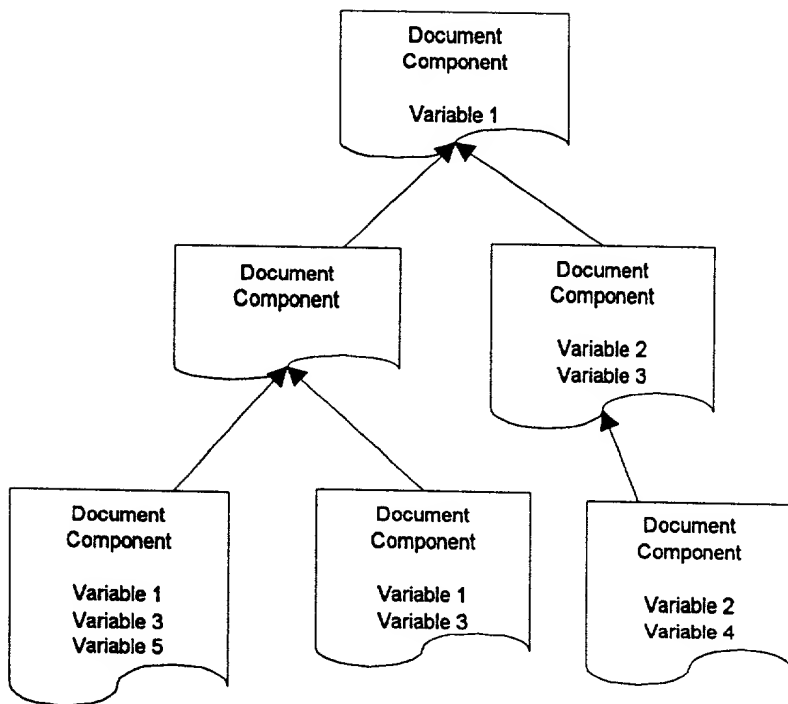 Document
Component
Variable 1
Document
Component
Document
Component
Variable 2
Variable 3
Document
Component
Variable 1
Variable 3
Variable 5
Document
Component
Variable 1
Variable 3
Document
Component
Variable 2
Variable 4